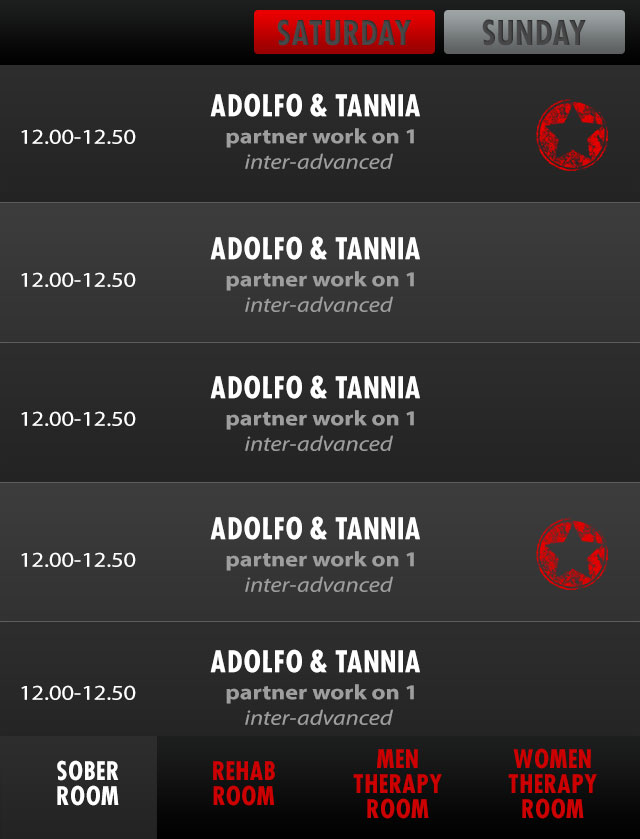 SATURDAY SUNDAY
ADOLFO & TANNIA
12.00-12.50 partner work on 1
inter-advanced
ADOLFO & TANNIA
12.00-12.50 partner work on 1
inter-advanced
ADOLFO & TANNIA
12.00-12.50 partner work on 1
inter-advanced
ADOLFO & TANNIA
12.00-12.50 partner work on 1
inter-advanced
ADOLFO & TANNIA
12.00-12.50 partner work on 1
inter-advanced
SOBER
ROOM
REHAB
ROOM
MEN
THERAPY
ROOM
WOMEN
THERAPY
ROOM